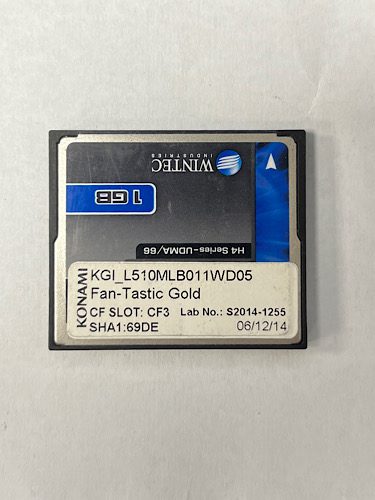 WINTEC
INDUSTRIES
1 GB
H4 Series-UDMA/66
KONAMI
KGI_L510MLB011WD05
Fan-Tastic Gold
CF SLOT: CF3 Lab No.: S2014-1255
SHA1:69DE 06/12/14